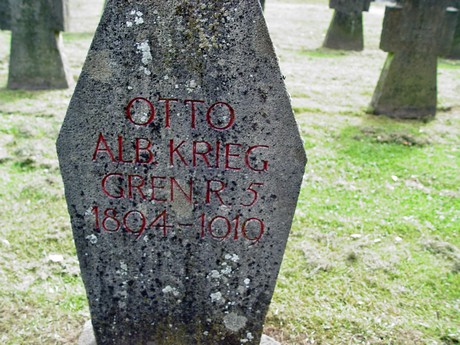 OTTO
ALB. KRIEG
GREN. R. 5
1894-1919